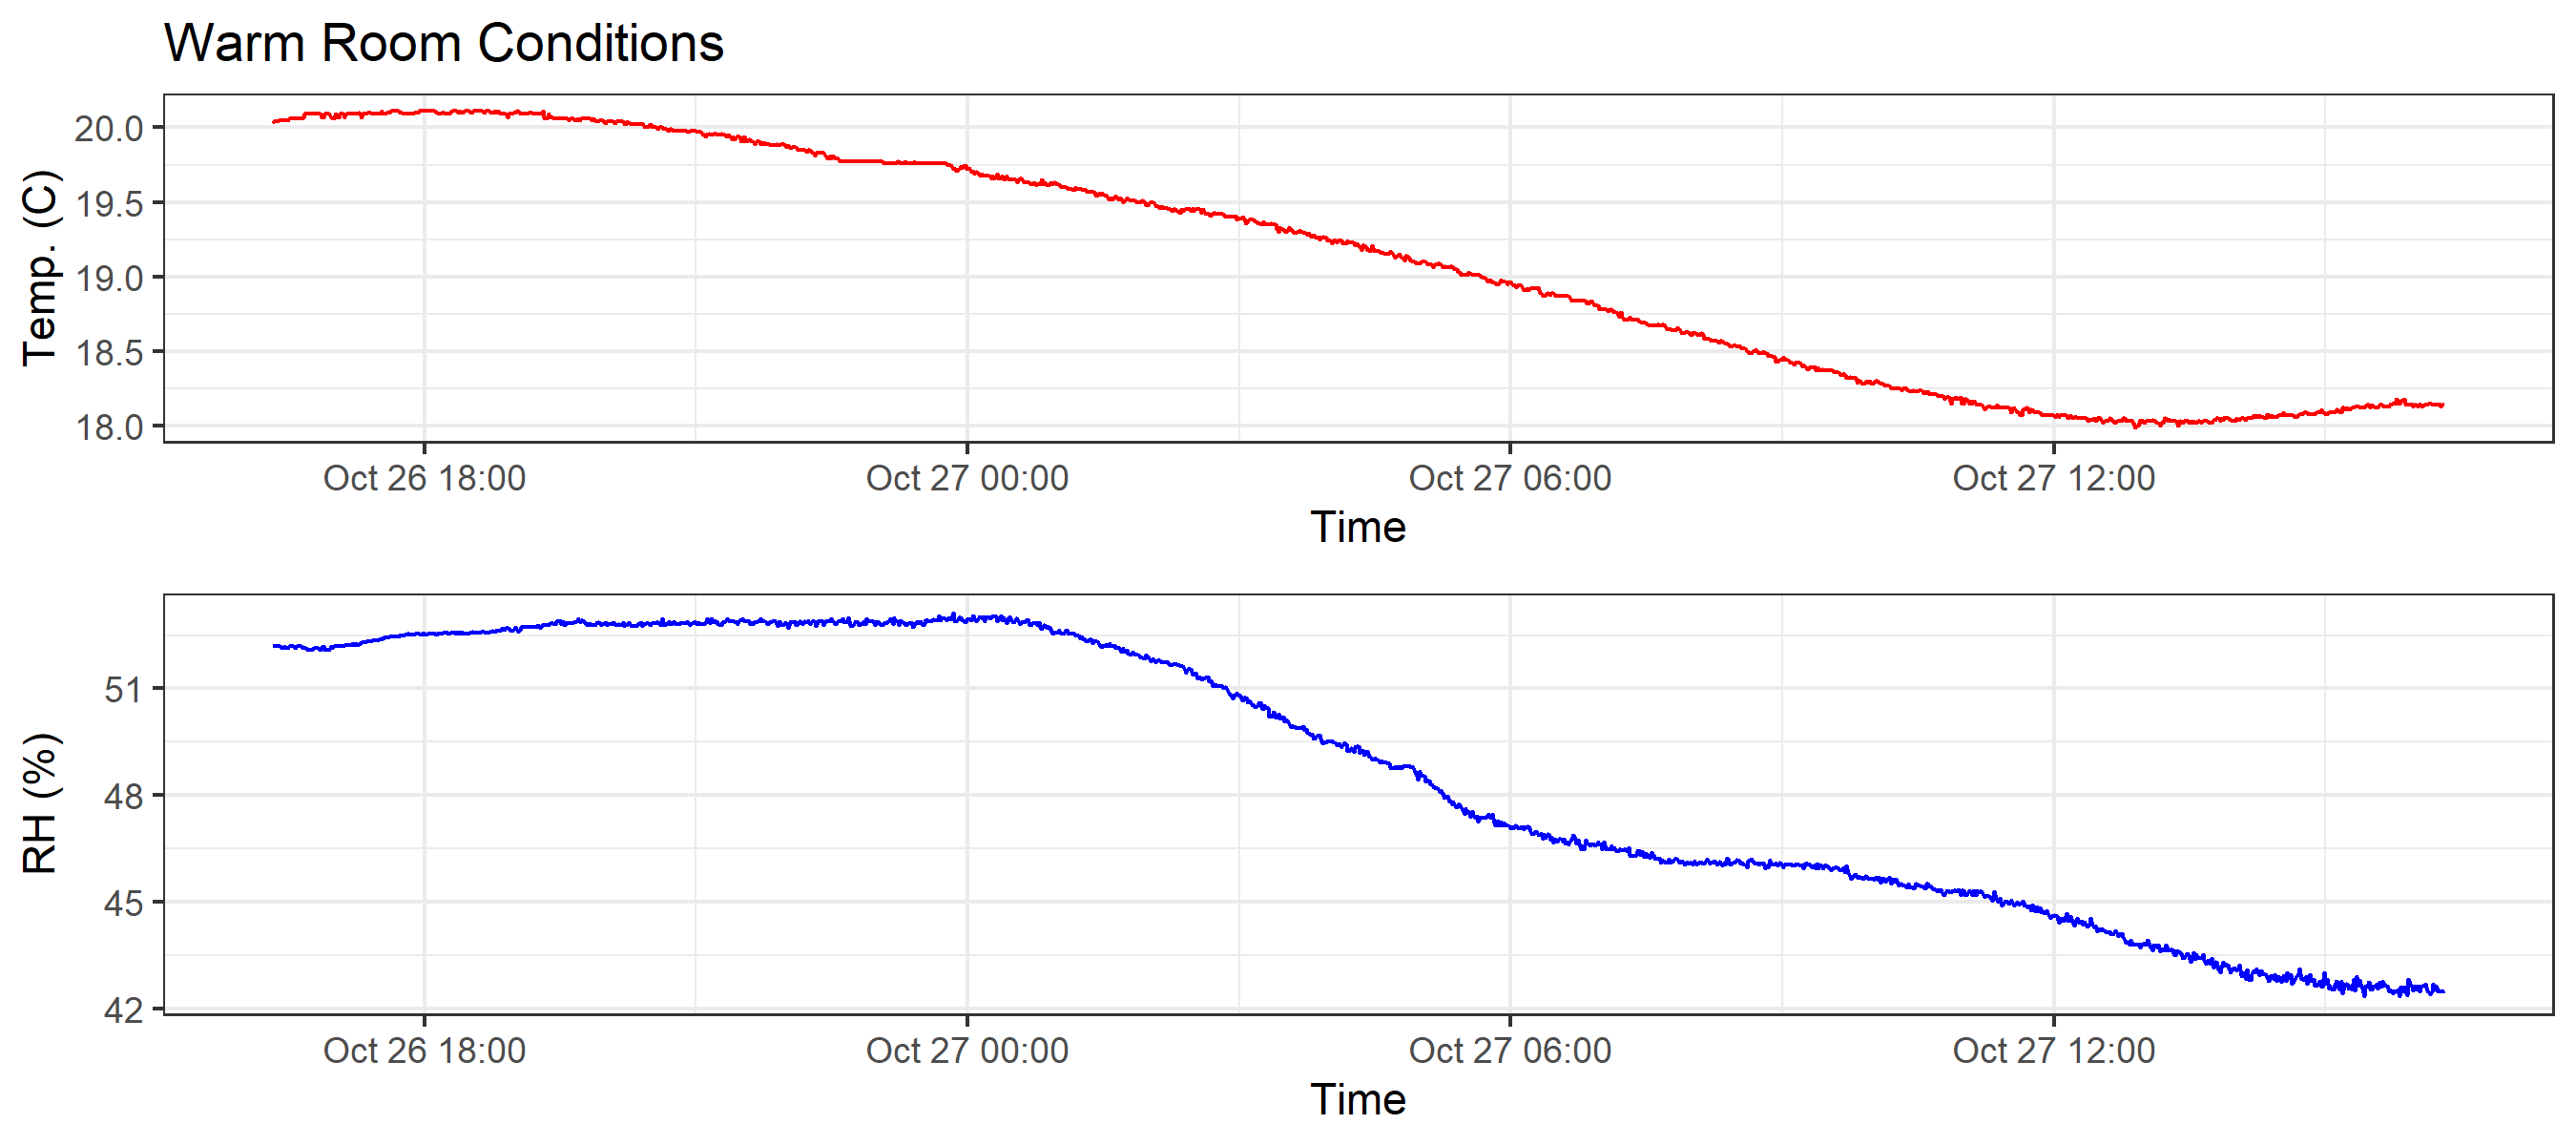 Warm Room Conditions
Temp. (C)
20.0
19.5
19.0
18.5
18.0
Oct 26 18:00 Oct 27 00:00 Oct 27 06:00 Oct 27 12:00
Time
RH (%)
51
48
45
42
Oct 26 18:00 Oct 27 00:00 Oct 27 06:00 Oct 27 12:00
Time